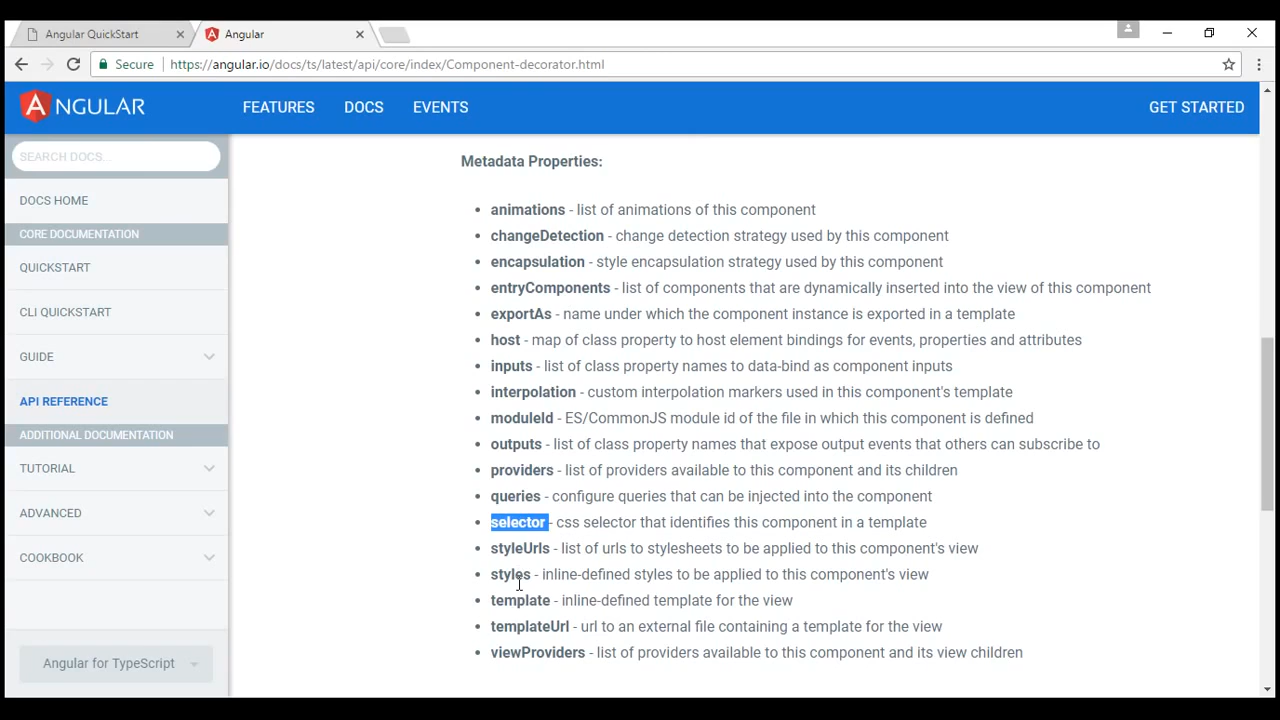 Angular QuickStart
Angular
Secure https://angular.io/docs/ts/latest/api/core/index/Component-decorator.html
ANGULAR FEATURES DOCS EVENTS GET STARTED
SEARCH DOCS...
DOCS HOME
CORE DOCUMENTATION
QUICKSTART
CLI QUICKSTART
GUIDE
API REFERENCE
ADDITIONAL DOCUMENTATION
TUTORIAL
ADVANCED
COOKBOOK
Angular for TypeScript
Metadata Properties:
• animations - list of animations of this component
• changeDetection - change detection strategy used by this component
• encapsulation - style encapsulation strategy used by this component
• entryComponents - list of components that are dynamically inserted into the view of this component
• exportAs - name under which the component instance is exported in a template
• host - map of class property to host element bindings for events, properties and attributes
• inputs - list of class property names to data-bind as component inputs
• interpolation - custom interpolation markers used in this component's template
• moduleId - ES/CommonJS module id of the file in which this component is defined
• outputs - list of class property names that expose output events that others can subscribe to
• providers - list of providers available to this component and its children
• queries - configure queries that can be injected into the component
• selector - css selector that identifies this component in a template
• styleUrls - list of urls to stylesheets to be applied to this component's view
• styles - inline-defined styles to be applied to this component's view
• template - inline-defined template for the view
• templateUrl - url to an external file containing a template for the view
• viewProviders - list of providers available to this component and its view children